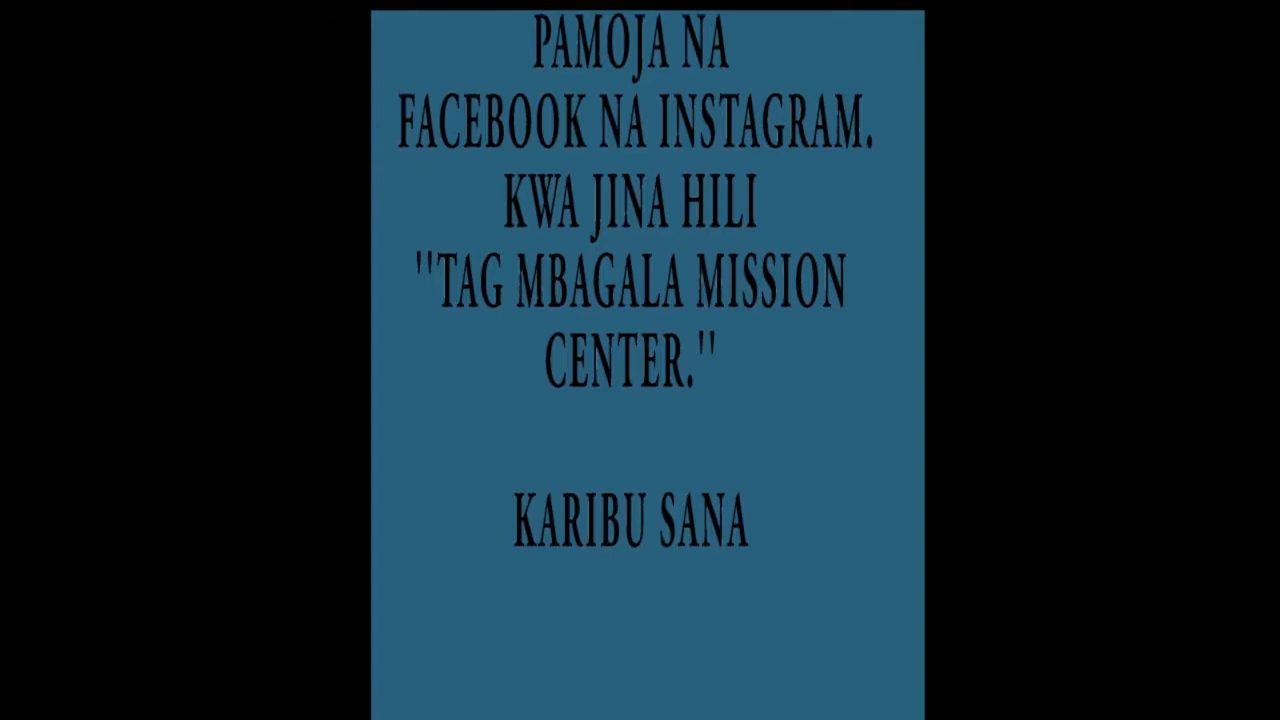 PAMOJA NA
FACEBOOK NA INSTAGRAM.
KWA JINA HILI
"TAG MBAGALA MISSION
CENTER."
KARIBU SANA